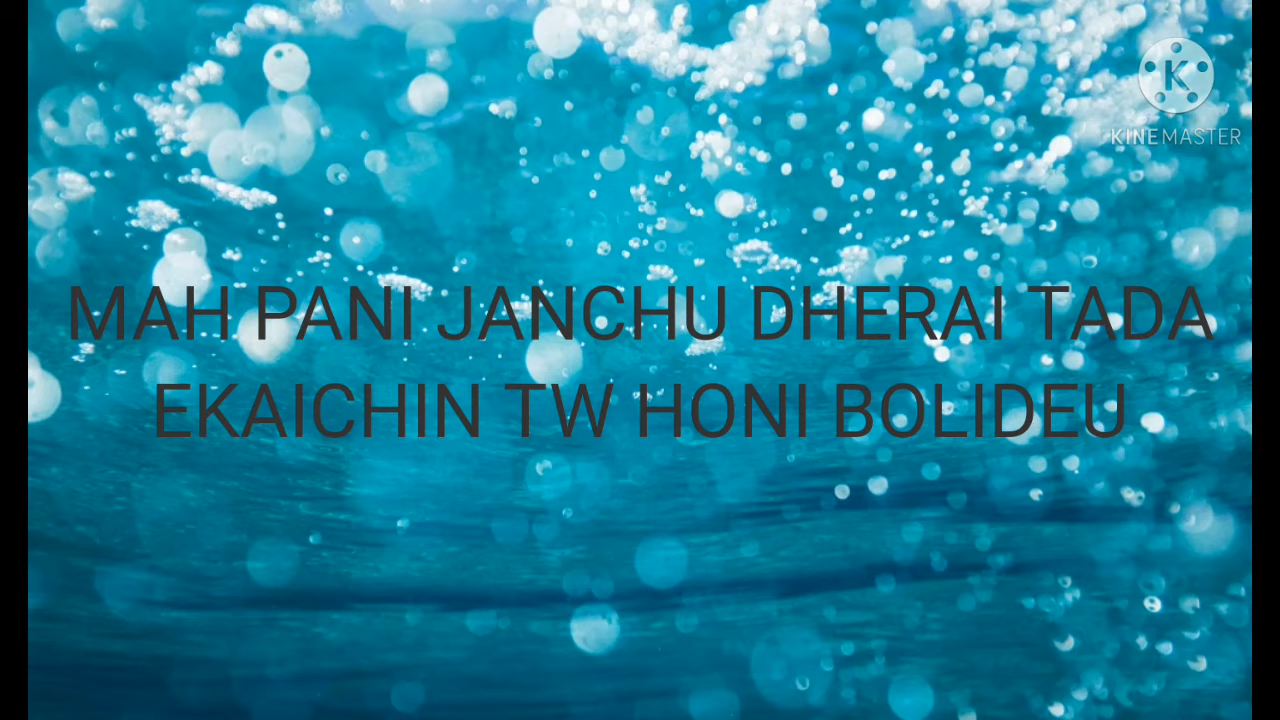 KINEMASTER
MAH PANI JANCHU DHERAI TADA
EKAICHIN TW HONI BOLIDEU